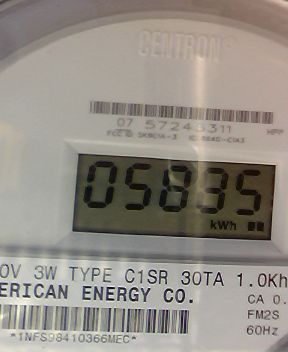 CENTRON®
07 57245311
05835
kWh
0V 3W TYPE C1SR 30TA 1.0Kh
ERICAN ENERGY CO.
CA 0.
FM2S
60Hz
*1NFS98410366MEC*